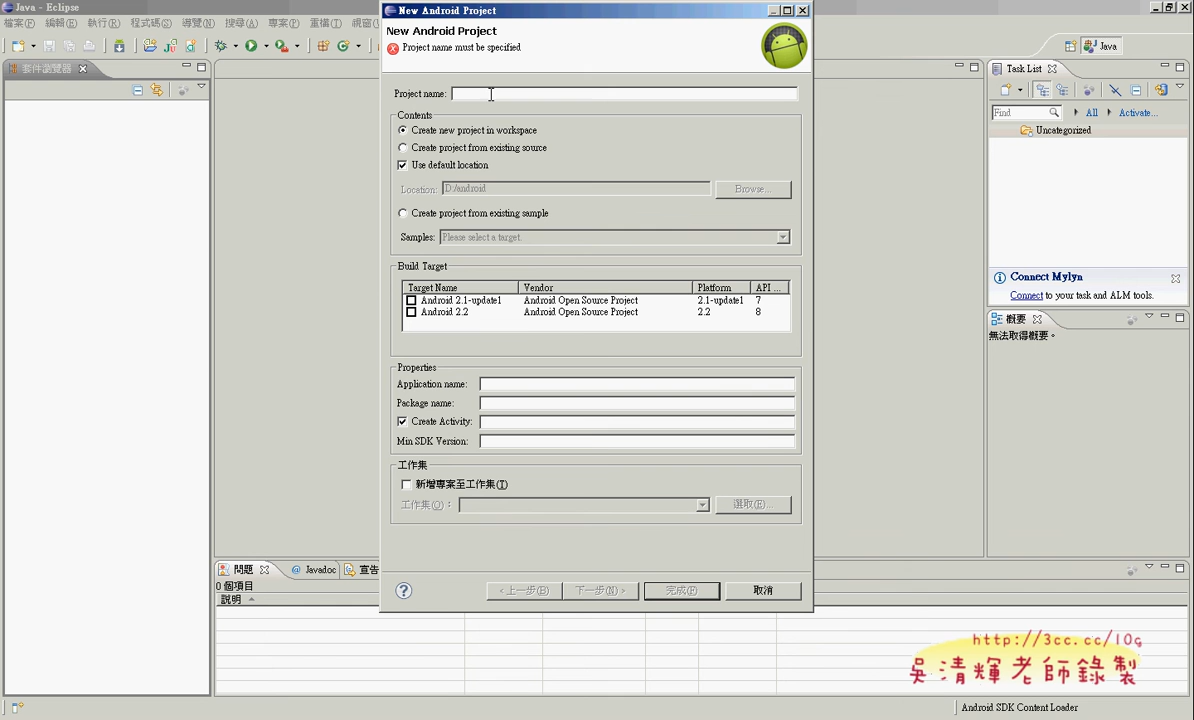 Java - Eclipse
檔案(F) 編輯(E) 執行(R) 程式碼(S) 導覽(N) 搜尋(A) 專案(P) 重構(T) 視窗
Java
套件瀏覽器
New Android Project
New Android Project
Project name must be specified
Project name:
Contents
Create new project in workspace
Create project from existing source
Use default location
Location: D:/android
Browse...
Create project from existing sample
Samples: Please select a target.
Build Target
Target Name Vendor Platform API ...
Android 2.1-update1 Android Open Source Project 2.1-update1 7
Android 2.2 Android Open Source Project 2.2 8
Properties
Application name:
Package name:
Create Activity:
Min SDK Version:
工作集
新增專案至工作集(T)
工作集(O):
選取(E)...
< 上一步(B) 下一步(N) > 完成(F) 取消
Task List
Find All Activate...
Uncategorized
Connect Mylyn
Connect to your task and ALM tools.
概要
無法取得概要。
問題 Javadoc 宣告
0 個項目
說明
http://3cc.cc/10g
吳清輝老師錄製
Android SDK Content Loader